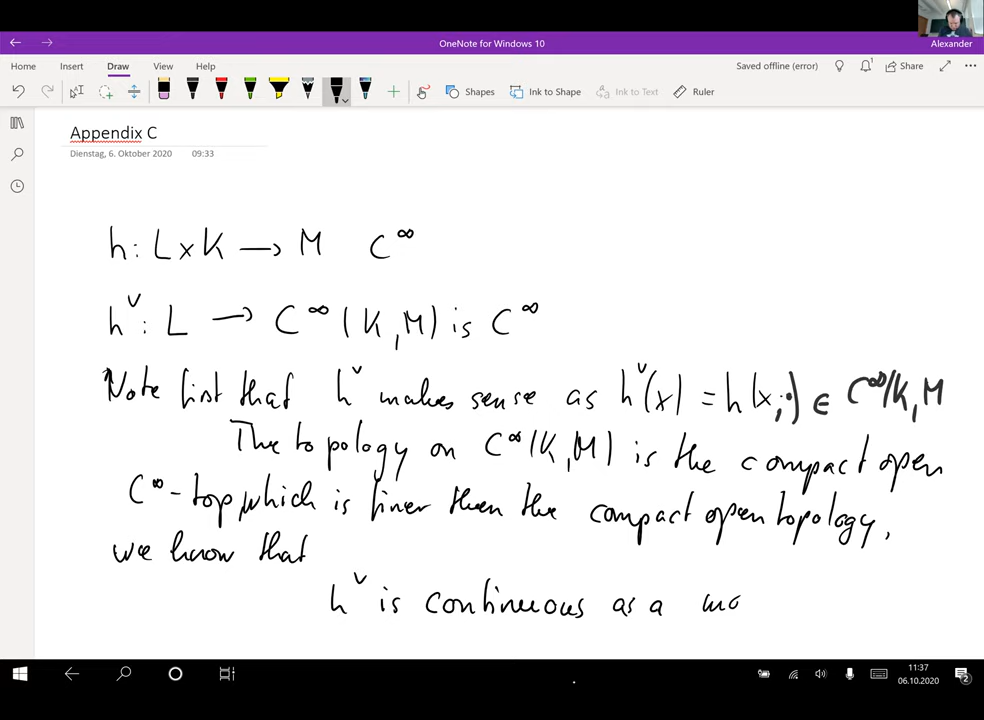 OneNote for Windows 10
Alexander
Home Insert Draw View Help
Saved offline (error) Share
Shapes Ink to Shape Ink to Text Ruler
Appendix C
Dienstag, 6. Oktober 2020 09:33
h: L×K → M C^∞
h^∨: L → C^∞(K,M) is C^∞
Note first that h^∨ makes sense as h^∨(x) = h(x,·) ∈ C^∞(K,M
The topology on C^∞(K,M) is the compact open
C^∞-top, which is finer then the compact open topology,
we know that
h^∨ is continuous as a ma
11:37
06.10.2020
2